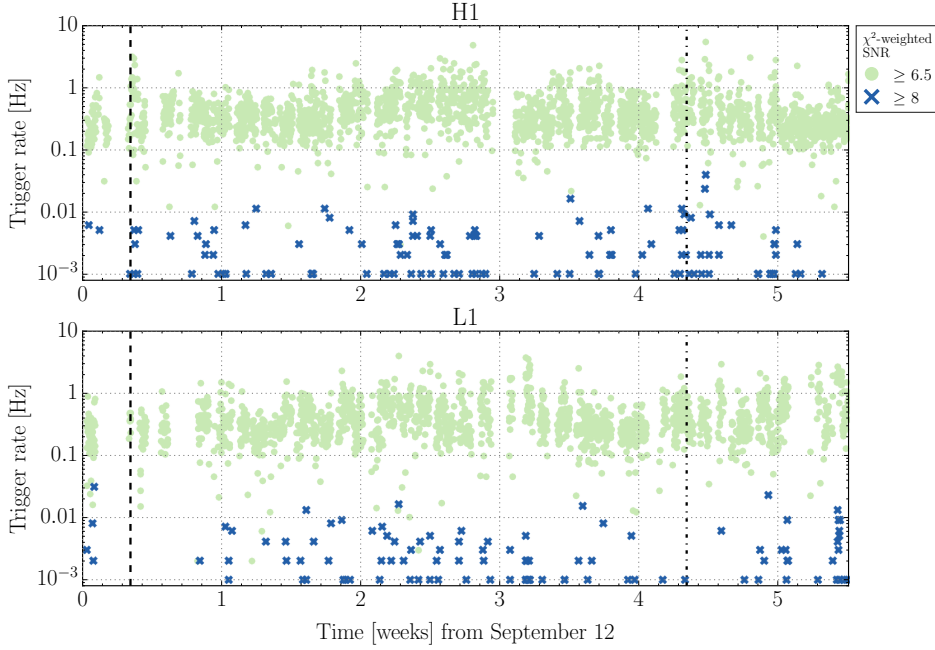 H1
10
1
0.1
0.01
10⁻³
Trigger rate [Hz]
0 1 2 3 4 5
χ²-weighted
SNR
≥ 6.5
≥ 8
L1
10
1
0.1
0.01
10⁻³
Trigger rate [Hz]
0 1 2 3 4 5
Time [weeks] from September 12